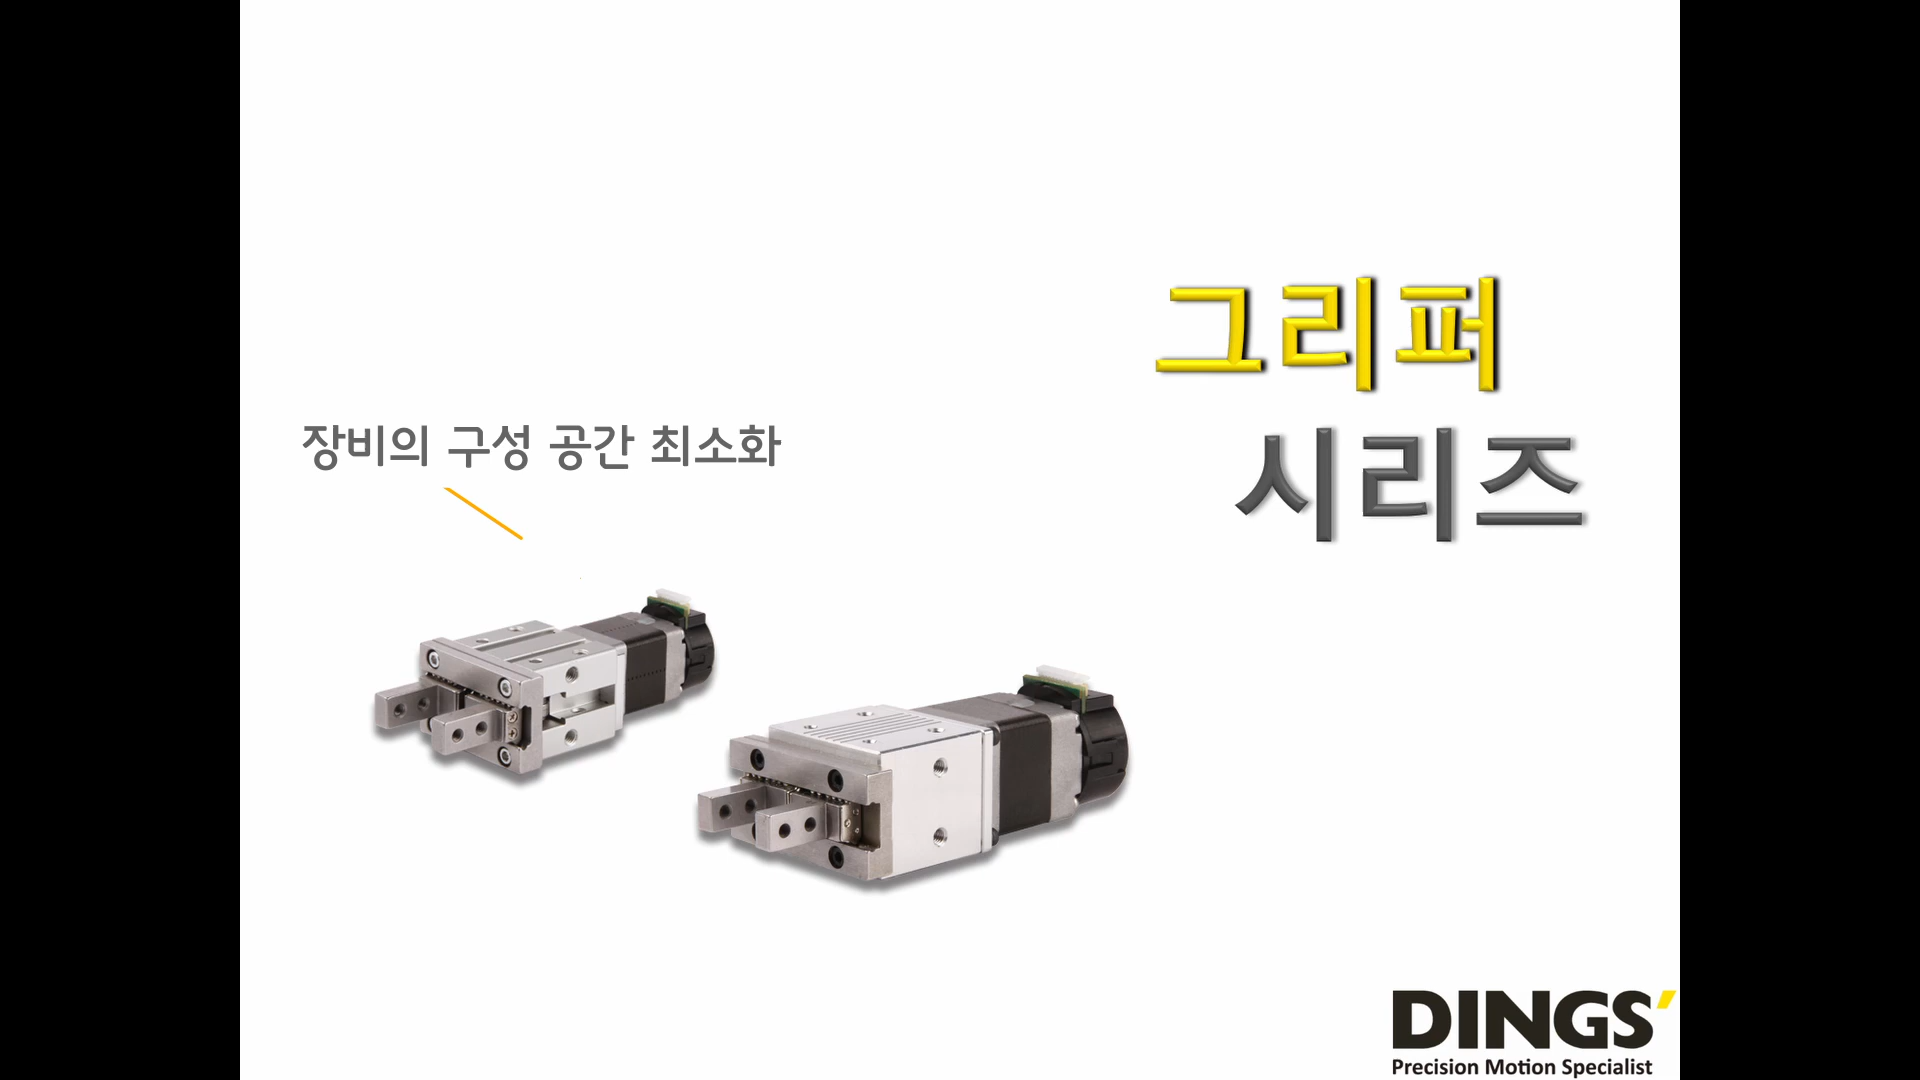 그리퍼
시리즈
장비의 구성 공간 최소화
DINGS'
Precision Motion Specialist